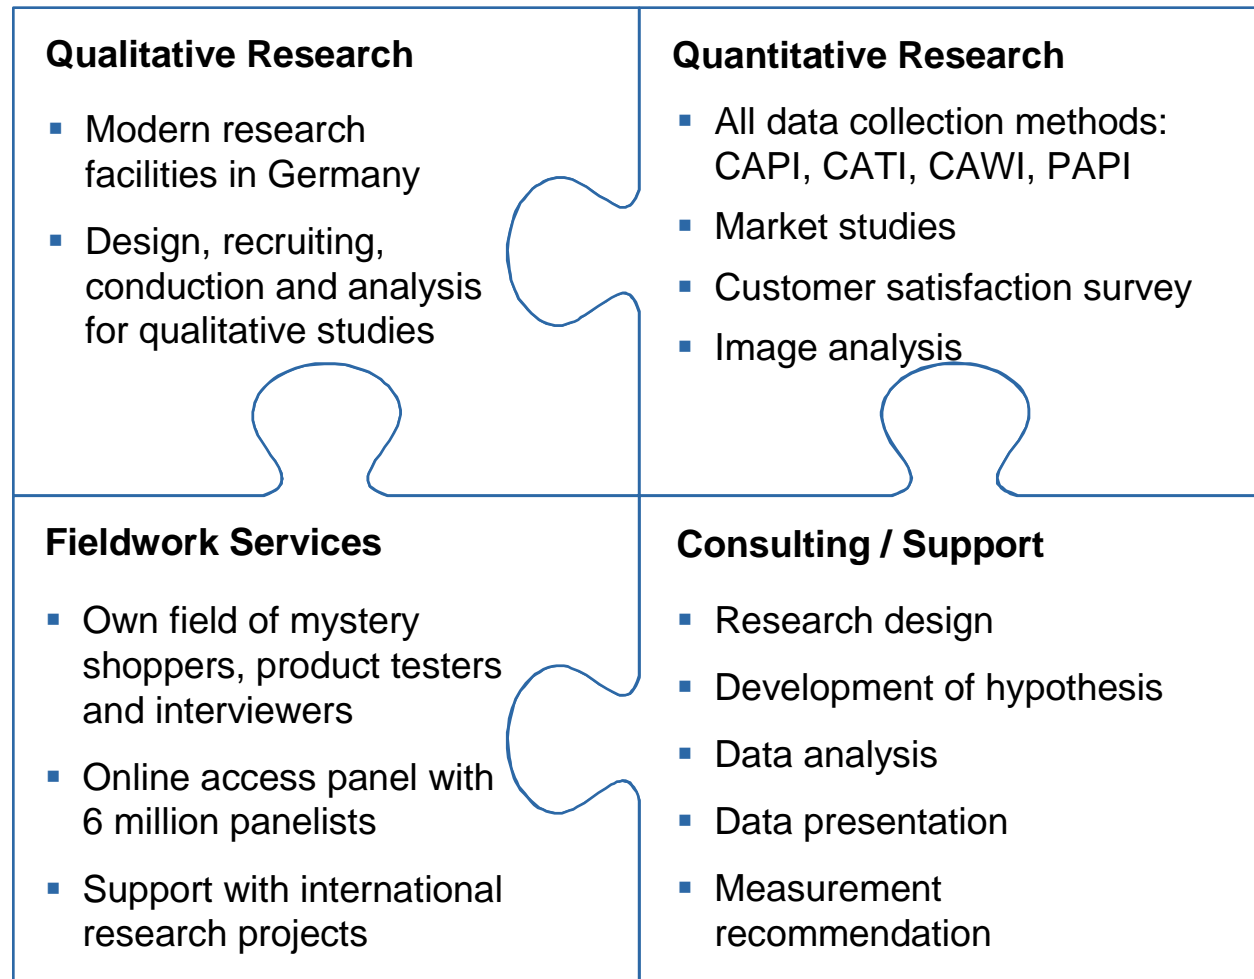 Qualitative Research
▪ Modern research
facilities in Germany
▪ Design, recruiting,
conduction and analysis
for qualitative studies
Quantitative Research
▪ All data collection methods:
CAPI, CATI, CAWI, PAPI
▪ Market studies
▪ Customer satisfaction survey
▪ Image analysis
Fieldwork Services
▪ Own field of mystery
shoppers, product testers
and interviewers
▪ Online access panel with
6 million panelists
▪ Support with international
research projects
Consulting / Support
▪ Research design
▪ Development of hypothesis
▪ Data analysis
▪ Data presentation
▪ Measurement
recommendation